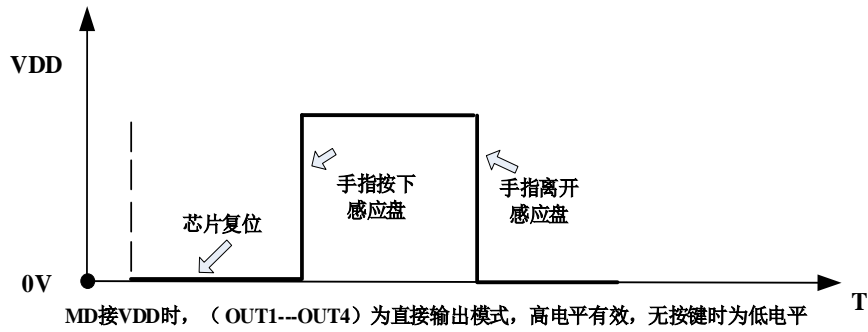 VDD
手指按下
感应盘
手指离开
感应盘
芯片复位
0V
T
MD接VDD时，（OUT1---OUT4）为直接输出模式，高电平有效，无按键时为低电平